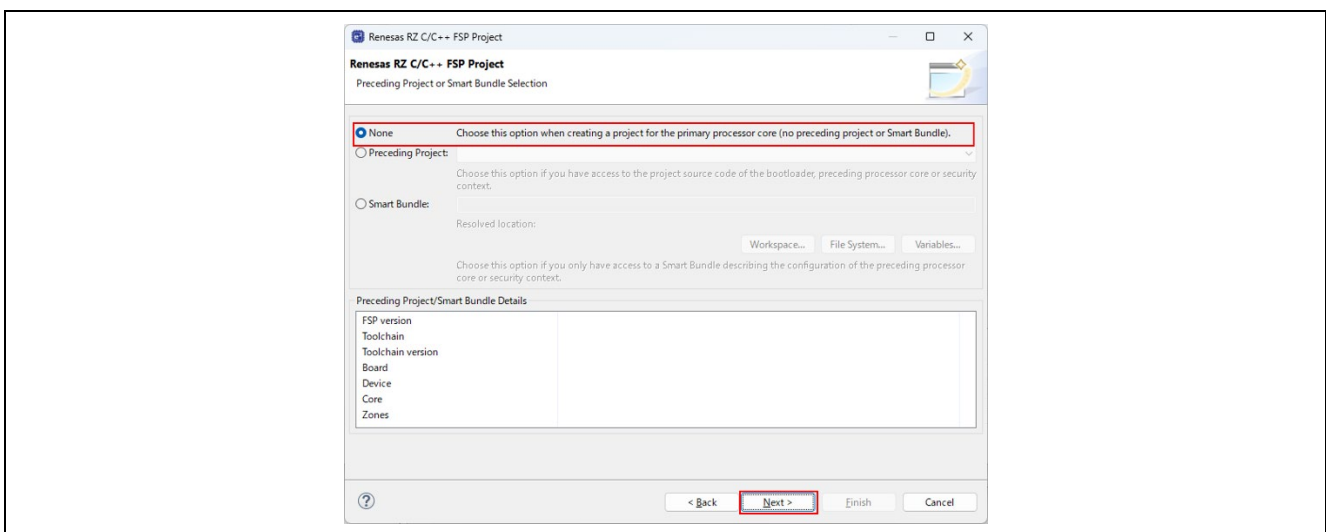 Renesas RZ C/C++ FSP Project
Renesas RZ C/C++ FSP Project
Preceding Project or Smart Bundle Selection
None Choose this option when creating a project for the primary processor core (no preceding project or Smart Bundle).
Preceding Project:
Choose this option if you have access to the project source code of the bootloader, preceding processor core or security
context.
Smart Bundle:
Resolved location:
Workspace... File System... Variables...
Choose this option if you only have access to a Smart Bundle describing the configuration of the preceding processor
core or security context.
Preceding Project/Smart Bundle Details
FSP version
Toolchain
Toolchain version
Board
Device
Core
Zones
? < Back Next > Finish Cancel